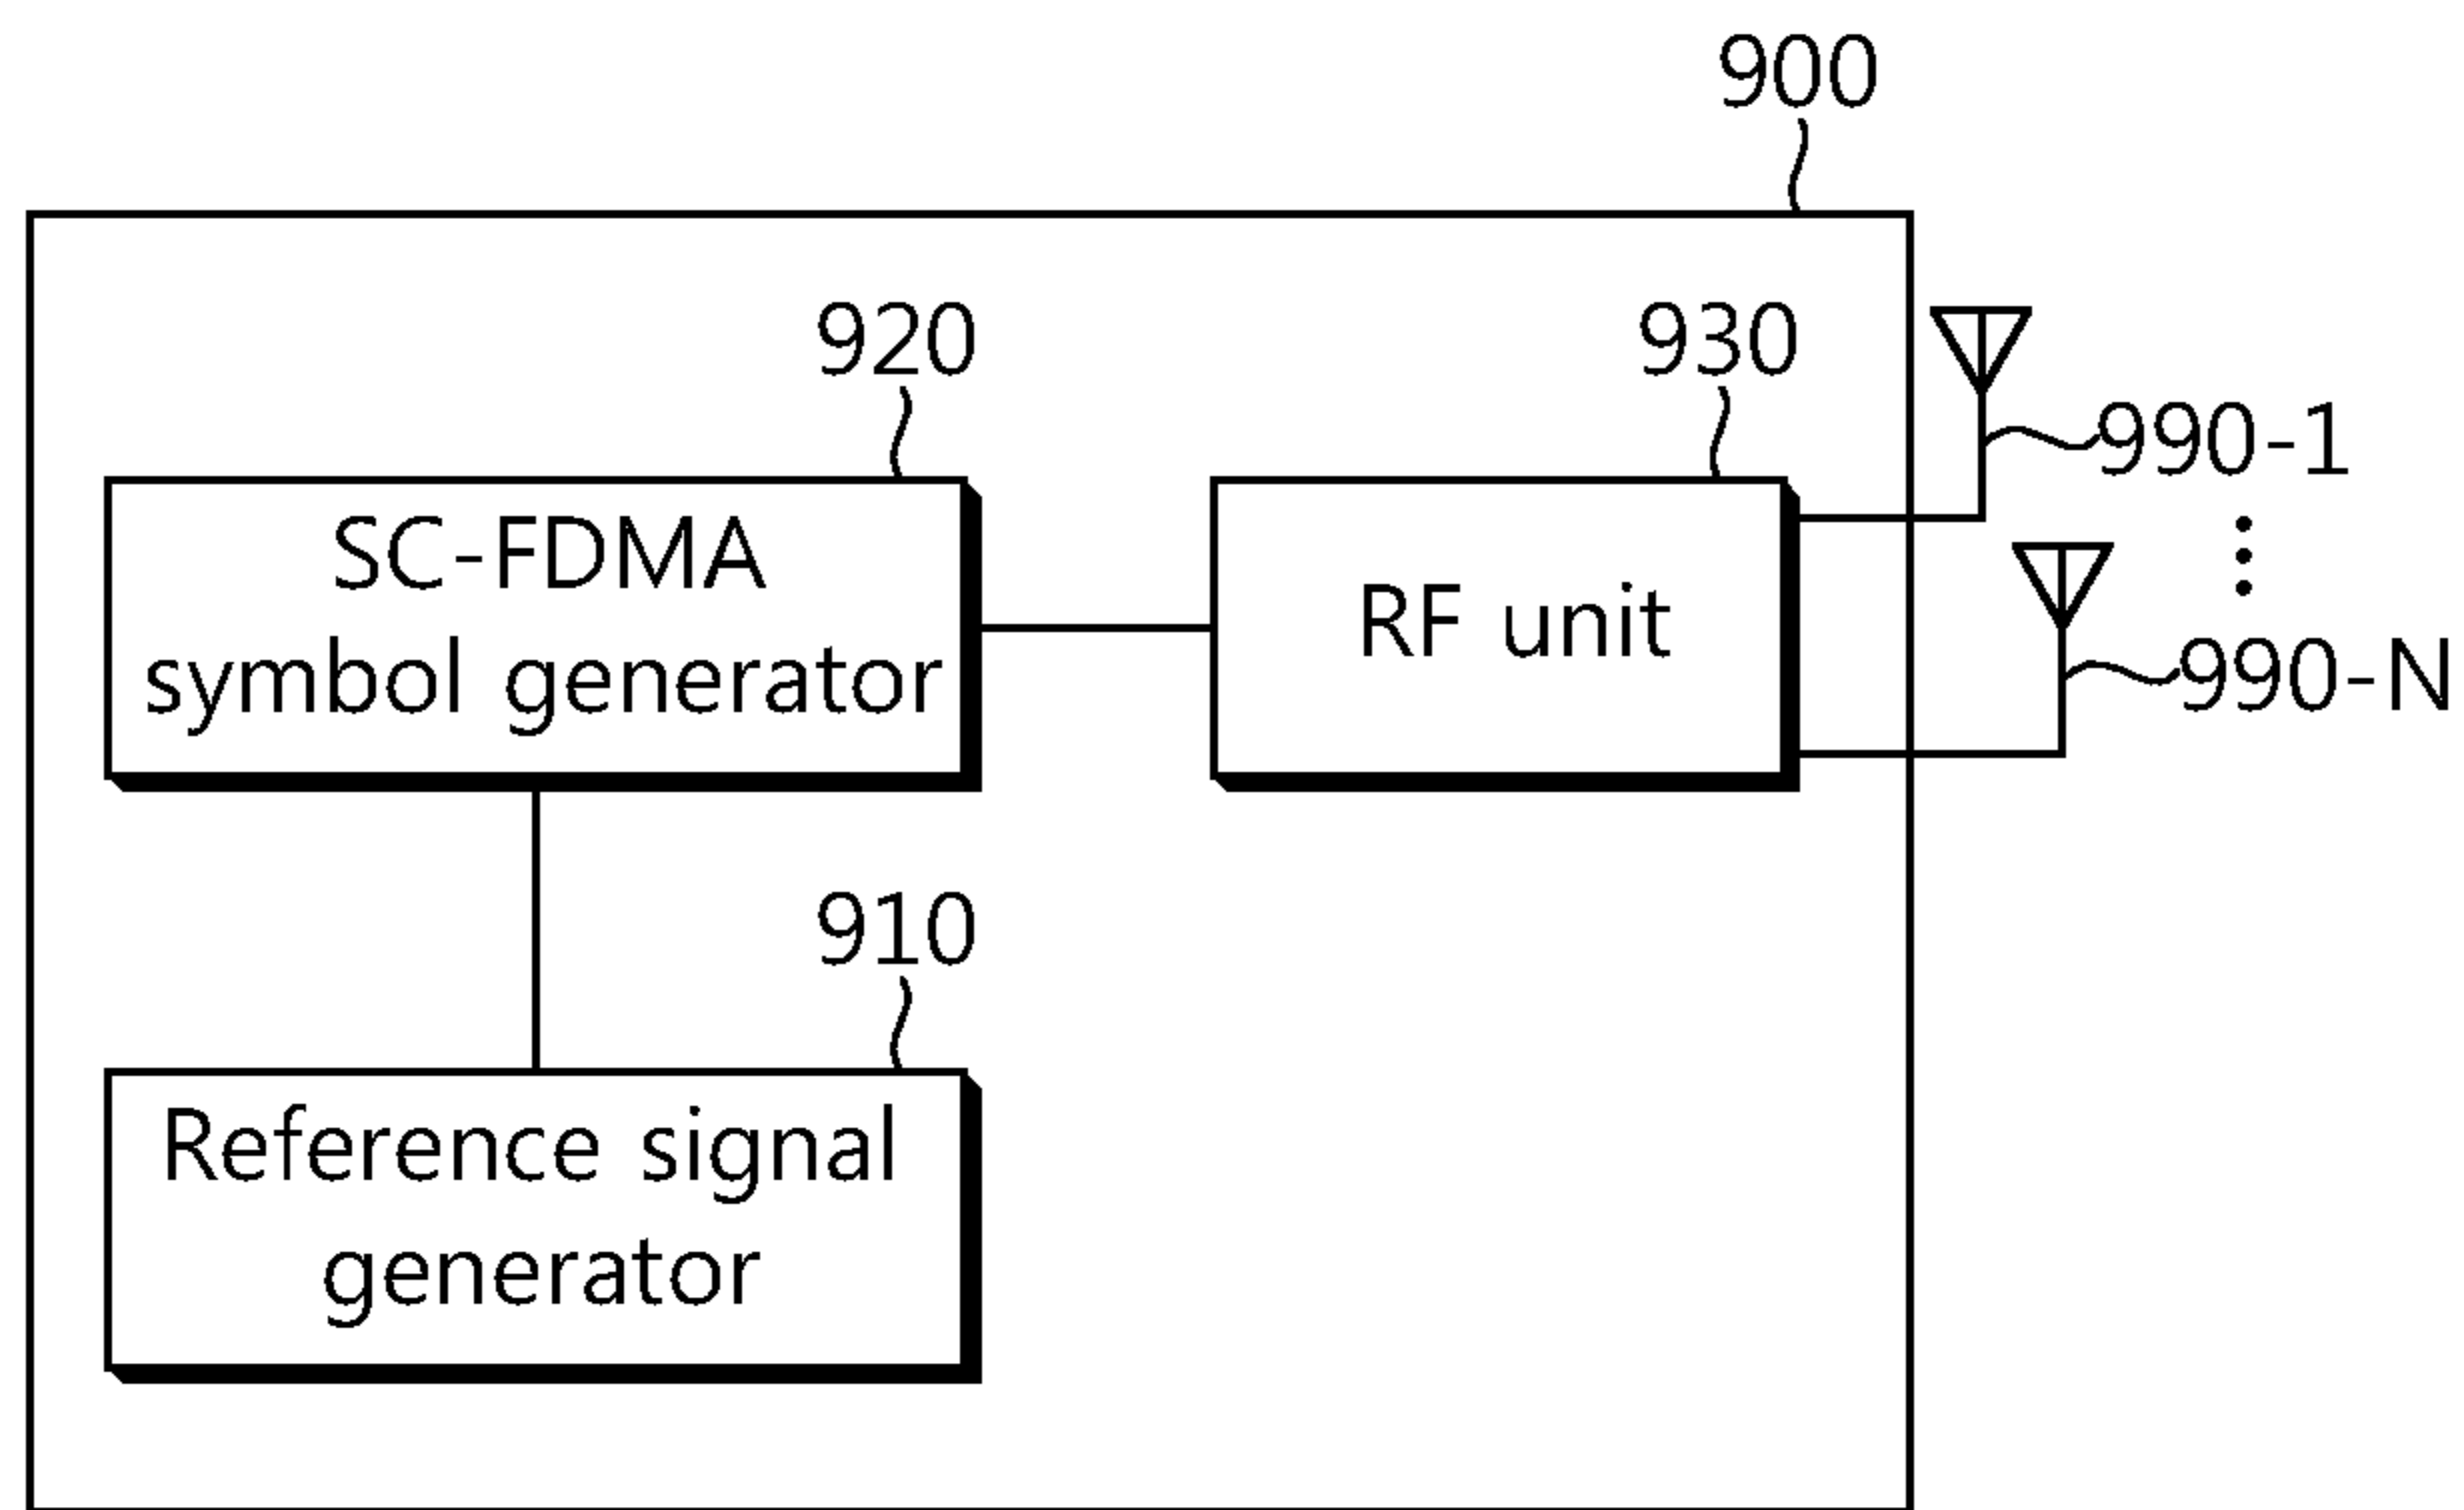 900
920
930
990-1
SC-FDMA
symbol generator
RF unit
990-N
910
Reference signal
generator